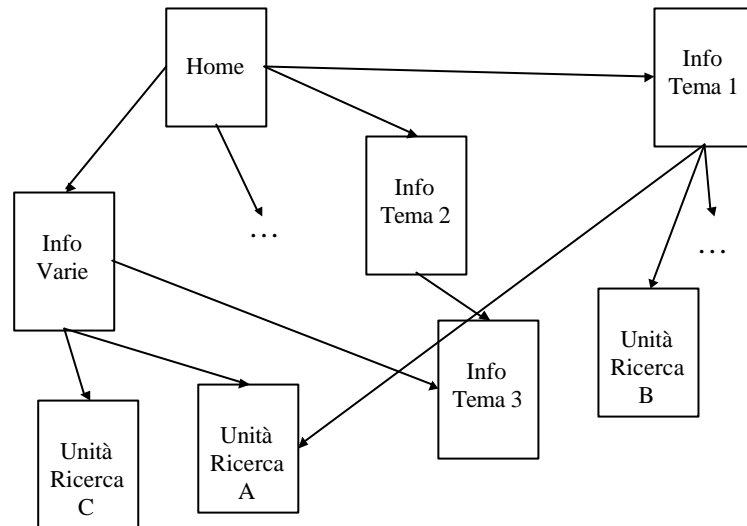 Home
Info
Tema 1
Info
Tema 2
…
Info
Varie
…
Unità
Ricerca
B
Info
Tema 3
Unità
Ricerca
A
Unità
Ricerca
C